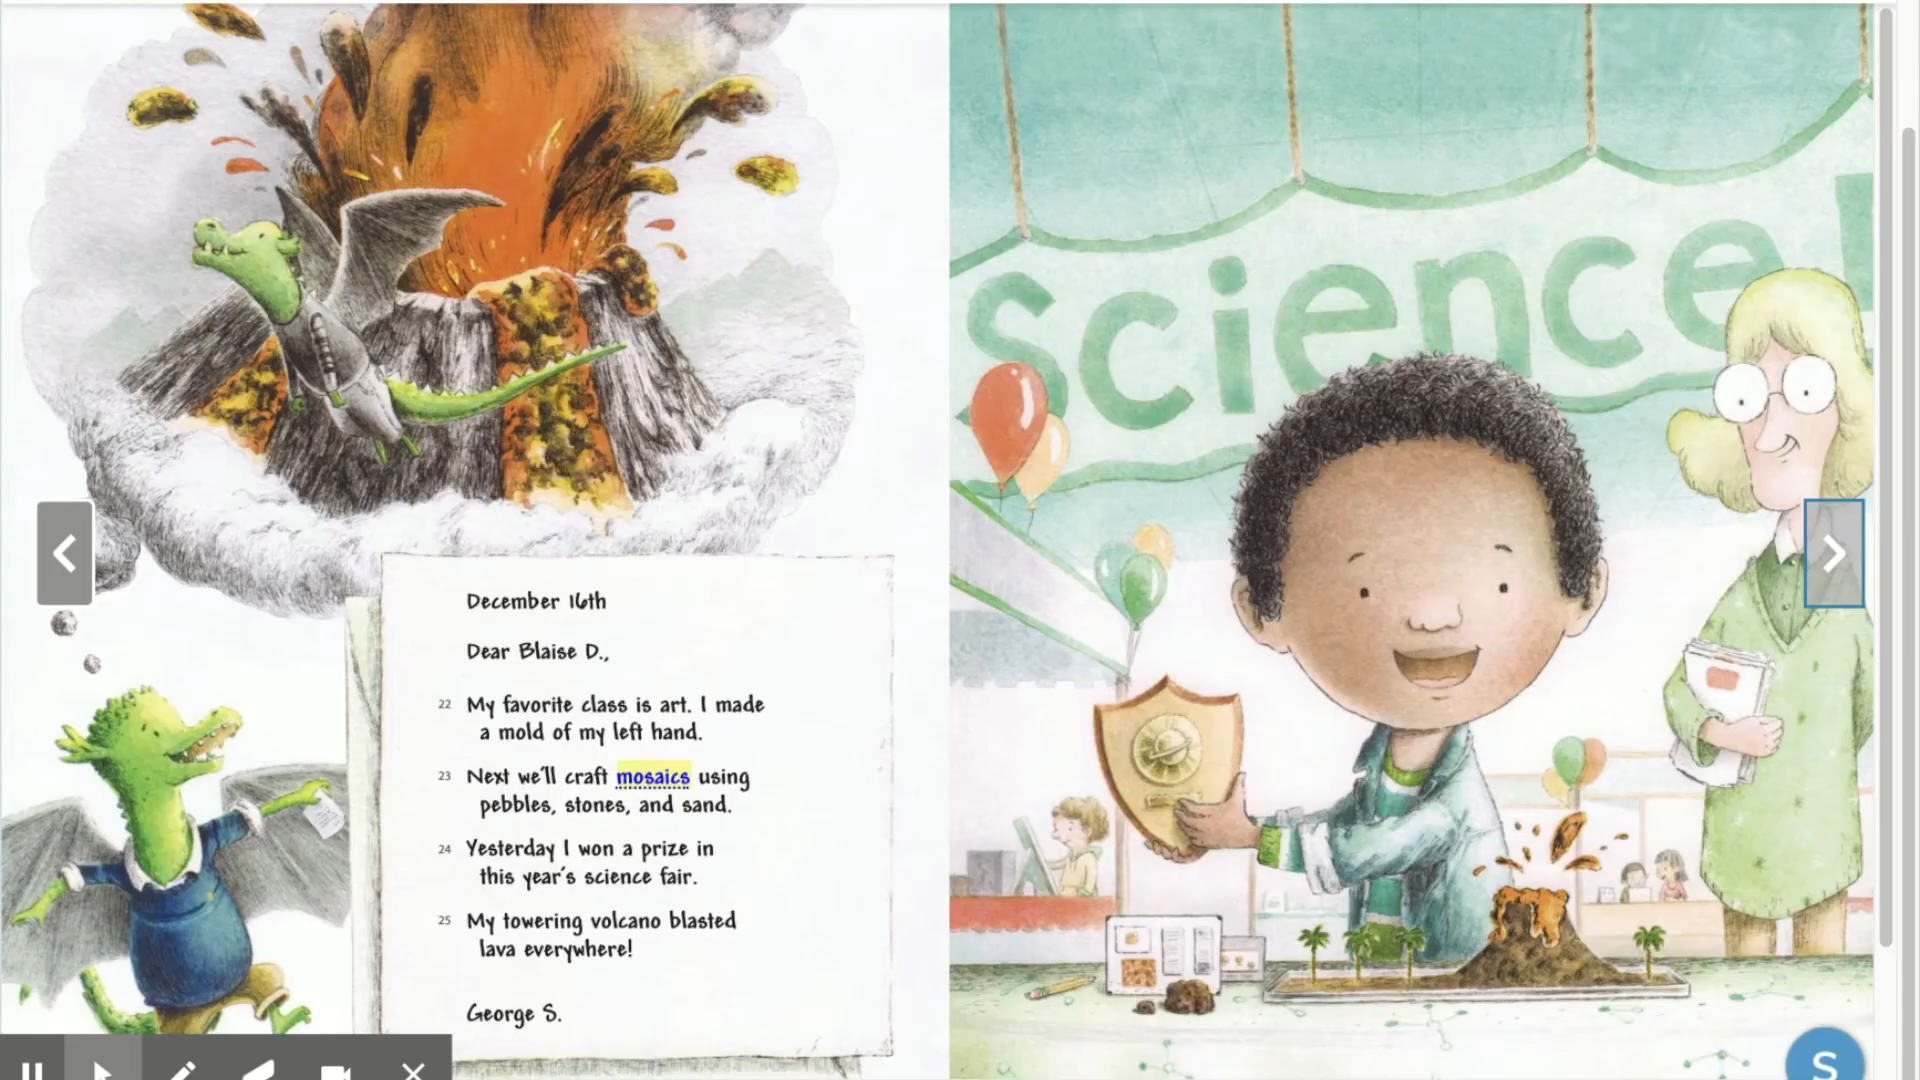 Science!
December 16th
Dear Blaise D.,
22 My favorite class is art. I made
a mold of my left hand.
23 Next we'll craft mosaics using
pebbles, stones, and sand.
24 Yesterday I won a prize in
this year's science fair.
25 My towering volcano blasted
lava everywhere!
George S.
S